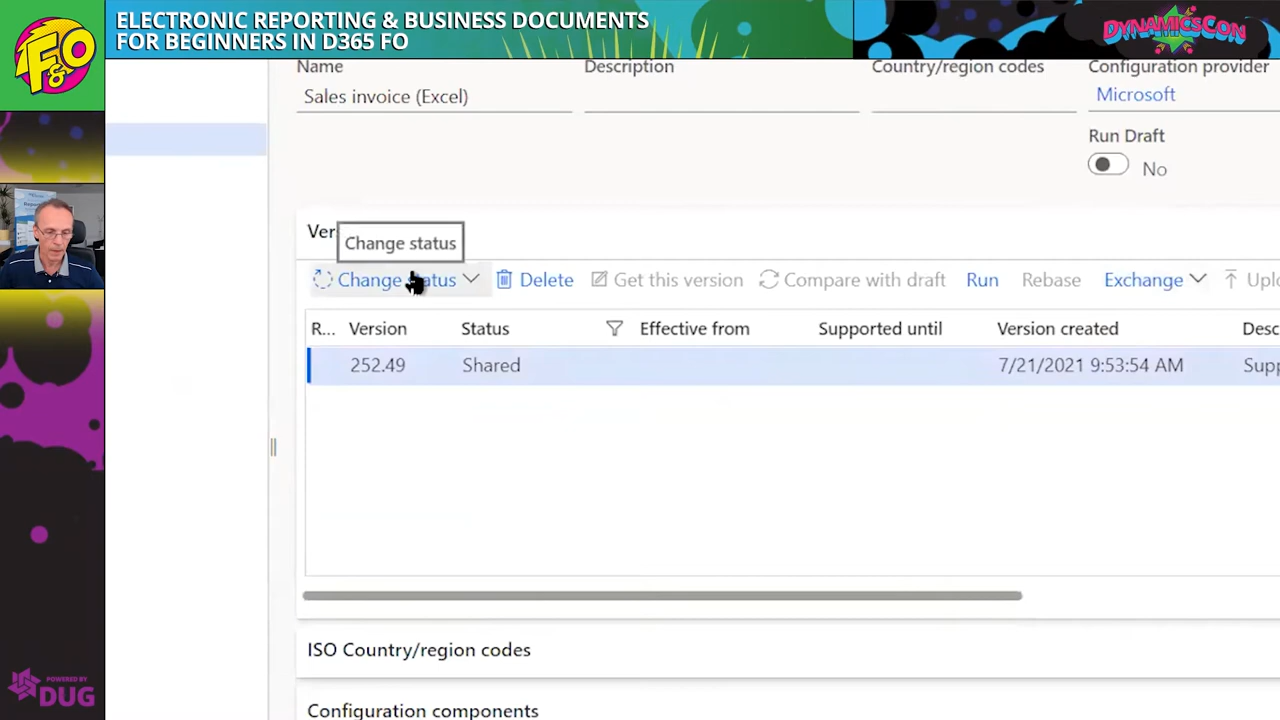 F&O
ELECTRONIC REPORTING & BUSINESS DOCUMENTS
FOR BEGINNERS IN D365 FO
DYNAMICSCON
Name
Description
Country/region codes
Configuration provider
Sales invoice (Excel)
Microsoft
Run Draft
No
Ver
Change status
Change status
Delete
Get this version
Compare with draft
Run
Rebase
Exchange
Uplo
R...
Version
Status
Effective from
Supported until
Version created
Desc
252.49
Shared
7/21/2021 9:53:54 AM
Supp
ISO Country/region codes
Configuration components
POWERED BY
DUG